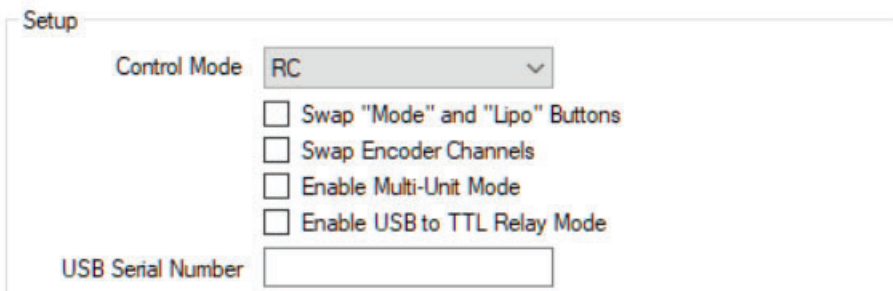 Setup
Control Mode RC
Swap "Mode" and "Lipo" Buttons
Swap Encoder Channels
Enable Multi-Unit Mode
Enable USB to TTL Relay Mode
USB Serial Number